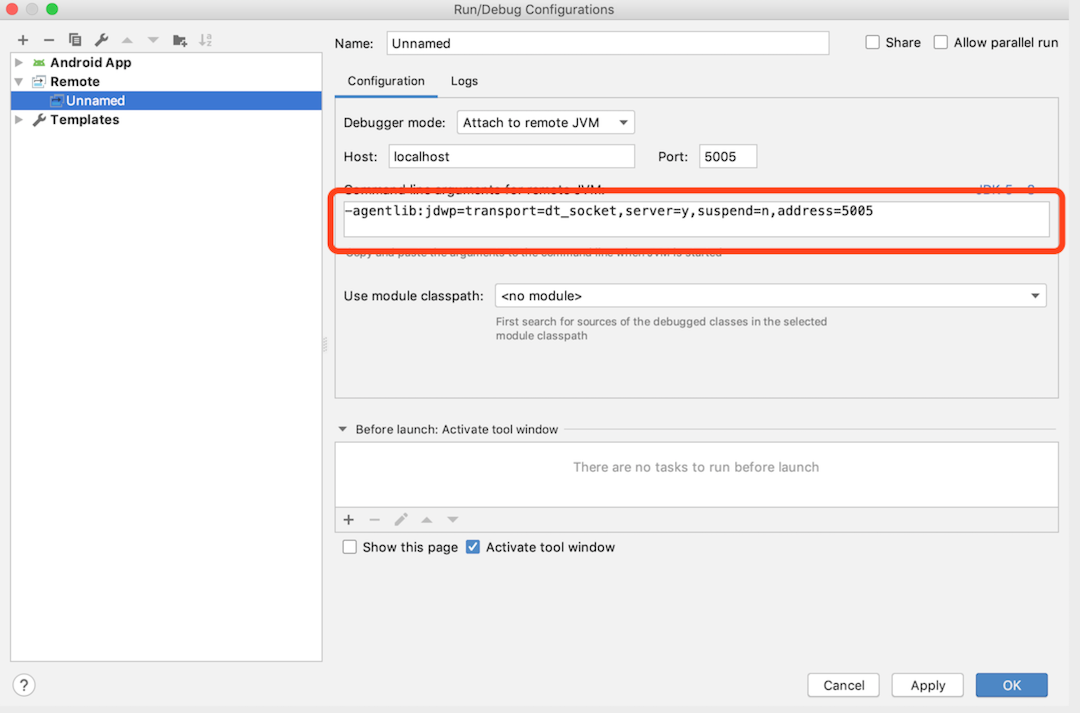 Run/Debug Configurations
Name: Unnamed
Share
Allow parallel run
Android App
Remote
Unnamed
Templates
Configuration
Logs
Debugger mode: Attach to remote JVM
Host: localhost
Port: 5005
Command line arguments for remote JVM:
-agentlib:jdwp=transport=dt_socket,server=y,suspend=n,address=5005
Copy and paste the arguments to the command line when JVM is started
Use module classpath: <no module>
First search for sources of the debugged classes in the selected
module classpath
Before launch: Activate tool window
There are no tasks to run before launch
Show this page
Activate tool window
?
Cancel
Apply
OK